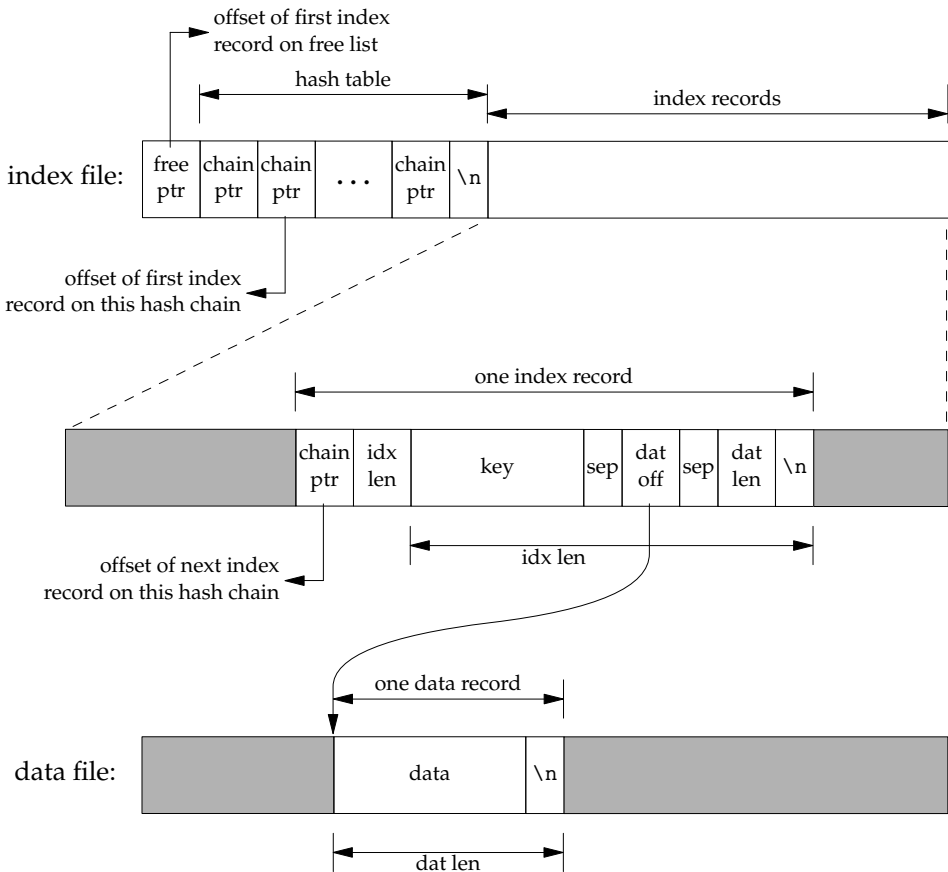 offset of first index
record on free list
hash table
index records
index file:
free ptr
chain ptr
chain ptr
...
chain ptr
\n
offset of first index
record on this hash chain
one index record
chain ptr
idx len
key
sep
dat off
sep
dat len
\n
idx len
offset of next index
record on this hash chain
one data record
data file:
data
\n
dat len